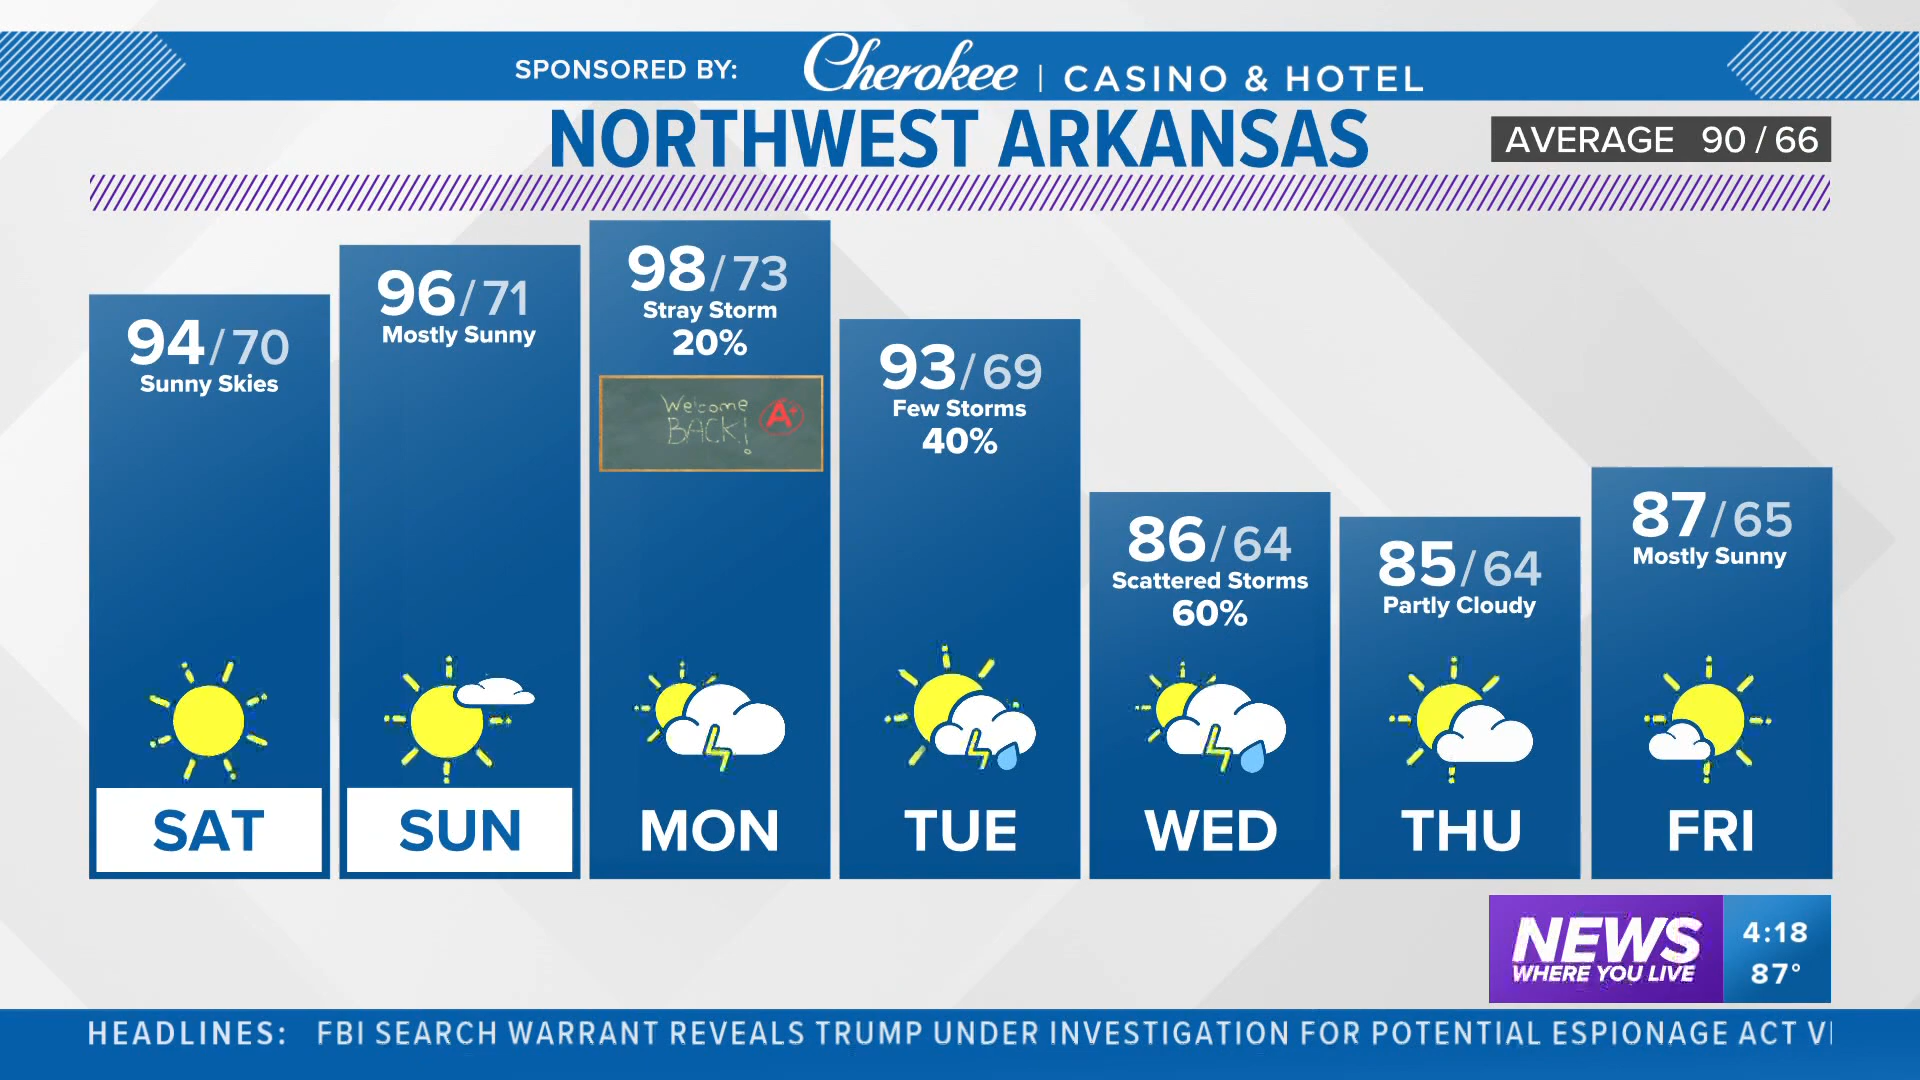 SPONSORED BY: Cherokee | CASINO & HOTEL
NORTHWEST ARKANSAS
AVERAGE 90 / 66
94/70
Sunny Skies
SAT
96/71
Mostly Sunny
SUN
98/73
Stray Storm
20%
Welcome
BACK!
A+
MON
93/69
Few Storms
40%
TUE
86/64
Scattered Storms
60%
WED
85/64
Partly Cloudy
THU
87/65
Mostly Sunny
FRI
NEWS
WHERE YOU LIVE
4:18
87°
HEADLINES: FBI SEARCH WARRANT REVEALS TRUMP UNDER INVESTIGATION FOR POTENTIAL ESPIONAGE ACT VI